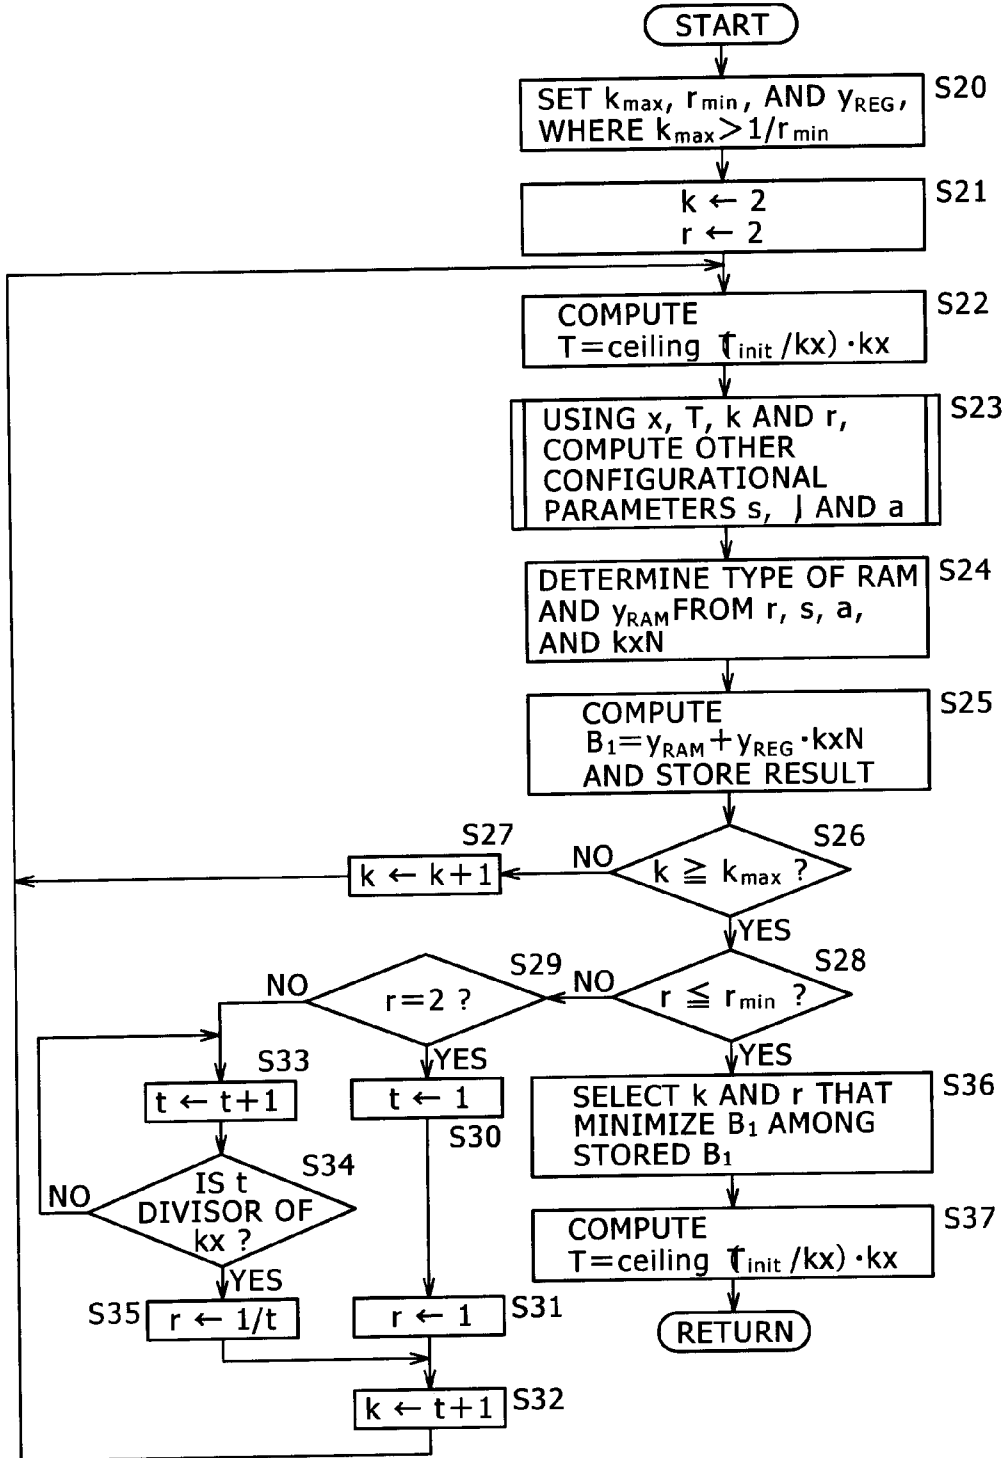 START
S20
SET kmax, rmin, AND yREG,
WHERE kmax>1/rmin
S21
k ← 2
r ← 2
S22
COMPUTE
T=ceiling (Tinit /kx)·kx
S23
USING x, T, k AND r,
COMPUTE OTHER
CONFIGURATIONAL
PARAMETERS s, AND a
S24
DETERMINE TYPE OF RAM
AND yRAM FROM r, s, a,
AND kxN
S25
COMPUTE
B1=yRAM+yREG·kxN
AND STORE RESULT
S26
k ≧ kmax ?
NO
S27
k ← k+1
YES
S28
r ≦ rmin ?
NO
S29
r=2 ?
NO
YES
YES
S33
t ← t+1
t ← 1
S30
S36
SELECT k AND r THAT
MINIMIZE B1 AMONG
STORED B1
S34
IS t
DIVISOR OF
kx ?
NO
YES
S37
COMPUTE
T=ceiling (Tinit /kx)·kx
S35
r ← 1/t
S31
r ← 1
RETURN
S32
k ← t+1